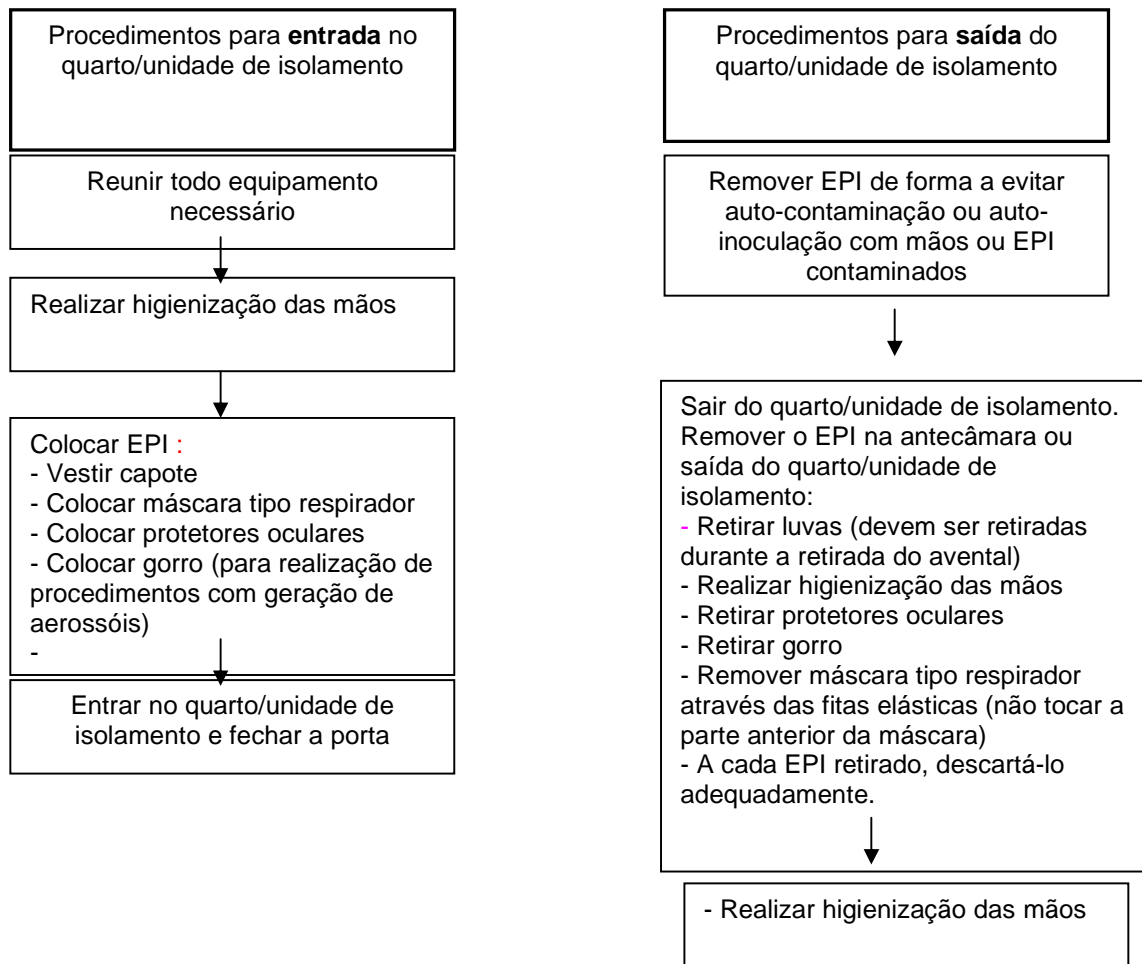 Procedimentos para entrada no
quarto/unidade de isolamento
Reunir todo equipamento
necessário
Realizar higienização das mãos
Colocar EPI :
- Vestir capote
- Colocar máscara tipo respirador
- Colocar protetores oculares
- Colocar gorro (para realização de
procedimentos com geração de
aerossóis)
-
Entrar no quarto/unidade de
isolamento e fechar a porta
Procedimentos para saída do
quarto/unidade de isolamento
Remover EPI de forma a evitar
auto-contaminação ou auto-
inoculação com mãos ou EPI
contaminados
Sair do quarto/unidade de isolamento.
Remover o EPI na antecâmara ou
saída do quarto/unidade de
isolamento:
- Retirar luvas (devem ser retiradas
durante a retirada do avental)
- Realizar higienização das mãos
- Retirar protetores oculares
- Retirar gorro
- Remover máscara tipo respirador
através das fitas elásticas (não tocar a
parte anterior da máscara)
- A cada EPI retirado, descartá-lo
adequadamente.
- Realizar higienização das mãos